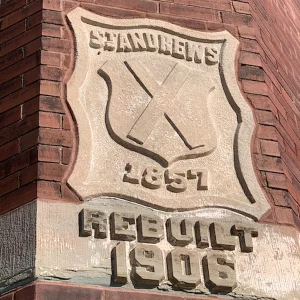 ST ANDREWS
1857
REBUILT
1906